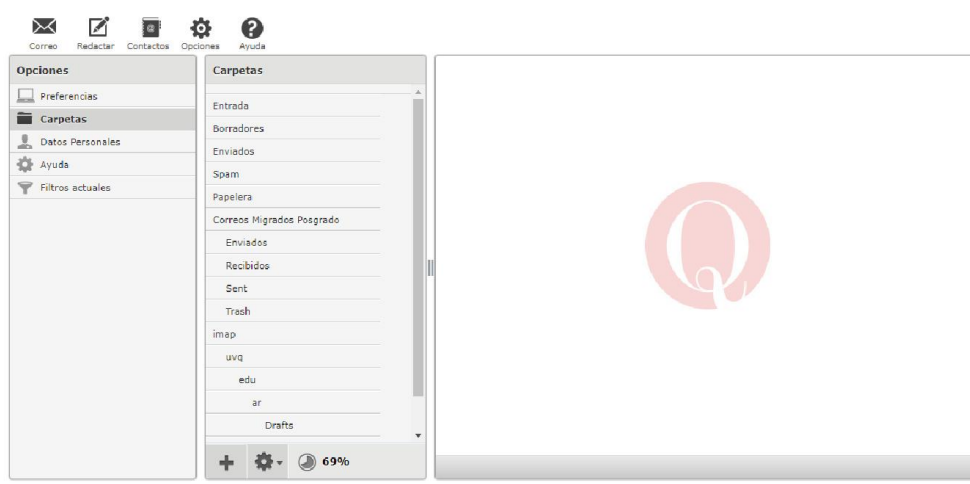 Correo Redactar Contactos Opciones Ayuda
Opciones
Preferencias
Carpetas
Datos Personales
Ayuda
Filtros actuales
Carpetas
Entrada
Borradores
Enviados
Spam
Papelera
Correos Migrados Posgrado
Enviados
Recibidos
Sent
Trash
imap
uvq
edu
ar
Drafts
69%
Q